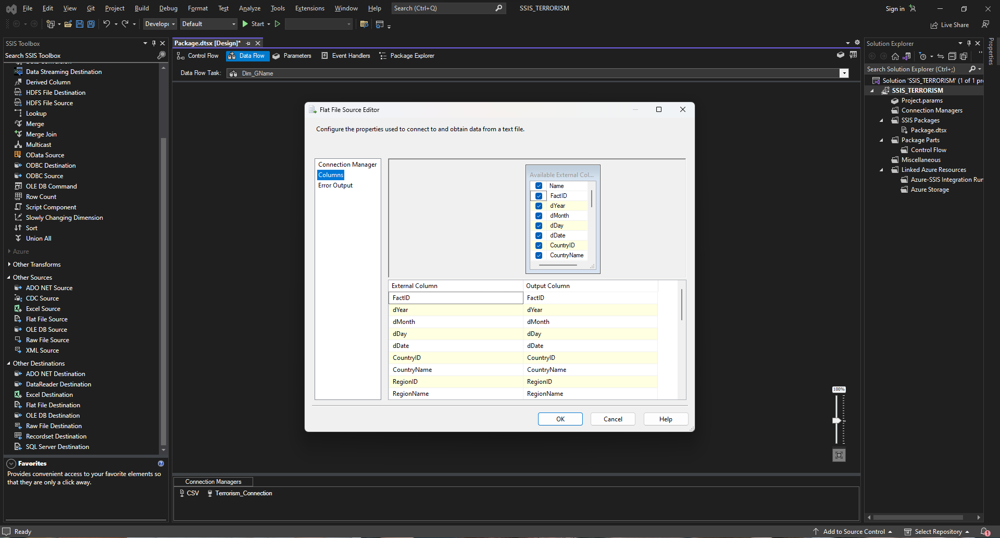 File Edit View Git Project Build Debug Format Test Analyze Tools Extensions Window Help Search (Ctrl+Q) SSIS_TERRORISM Sign in
Develop Default Start Live Share
SSIS Toolbox
Search SSIS Toolbox
Data Conversion
Data Streaming Destination
Derived Column
HDFS File Destination
HDFS File Source
Lookup
Merge
Merge Join
Multicast
OData Source
ODBC Destination
ODBC Source
OLE DB Command
Row Count
Script Component
Slowly Changing Dimension
Sort
Union All
Azure
Other Transforms
Other Sources
ADO NET Source
CDC Source
Excel Source
Flat File Source
OLE DB Source
Raw File Source
XML Source
Other Destinations
ADO NET Destination
DataReader Destination
Excel Destination
Flat File Destination
OLE DB Destination
Raw File Destination
Recordset Destination
SQL Server Destination
Favorites
Provides convenient access to your favorite elements so
that they are only a click away.
Package.dtsx [Design]*
Control Flow Data Flow Parameters Event Handlers Package Explorer
Data Flow Task: Dim_GName
Flat File Source Editor
Configure the properties used to connect to and obtain data from a text file.
Connection Manager
Columns
Error Output
Available External Col...
Name
FactID
dYear
dMonth
dDay
dDate
CountryID
CountryName
External Column Output Column
FactID FactID
dYear dYear
dMonth dMonth
dDay dDay
dDate dDate
CountryID CountryID
CountryName CountryName
RegionID RegionID
RegionName RegionName
OK Cancel Help
100%
Connection Managers
CSV Terrorism_Connection
Solution Explorer
Search Solution Explorer (Ctrl+;)
Solution 'SSIS_TERRORISM' (1 of 1 pr
SSIS_TERRORISM
Project.params
Connection Managers
SSIS Packages
Package.dtsx
Package Parts
Control Flow
Miscellaneous
Linked Azure Resources
Azure-SSIS Integration Run
Azure Storage
Properties
Ready Add to Source Control Select Repository 1